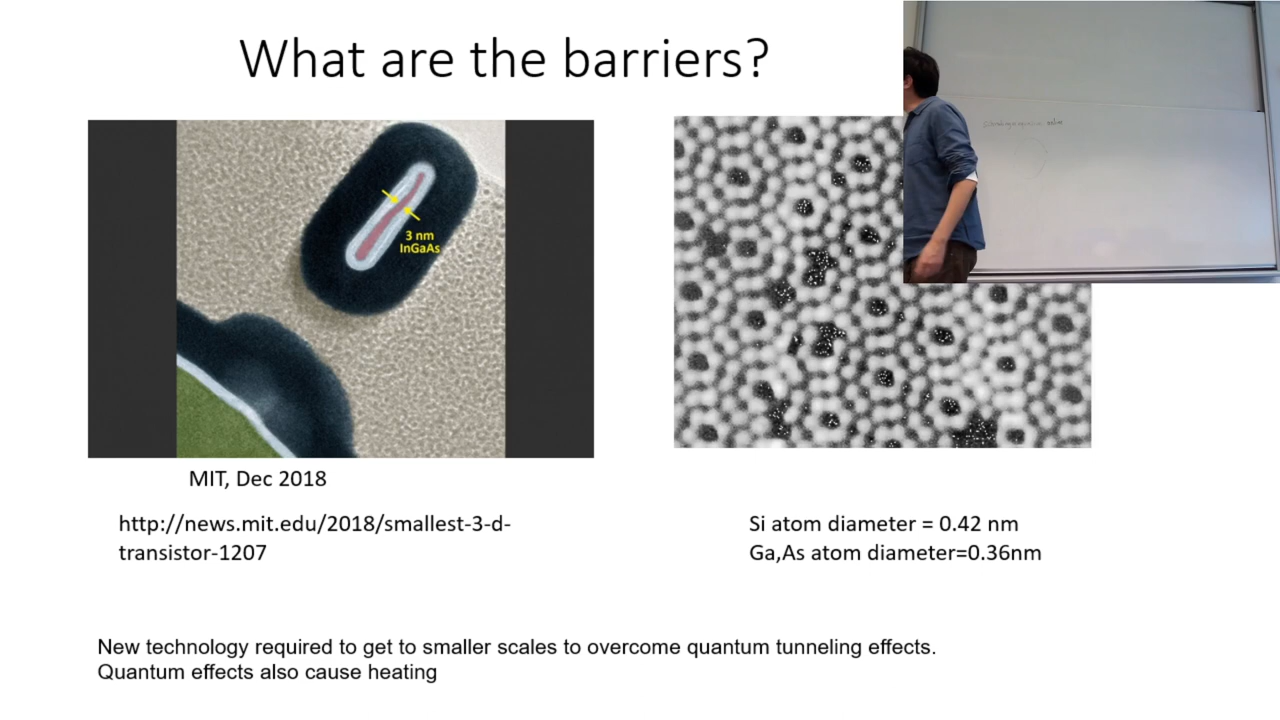 What are the barriers?
3 nm
InGaAs
MIT, Dec 2018
http://news.mit.edu/2018/smallest-3-d-
transistor-1207
Si atom diameter = 0.42 nm
Ga,As atom diameter=0.36nm
New technology required to get to smaller scales to overcome quantum tunneling effects.
Quantum effects also cause heating